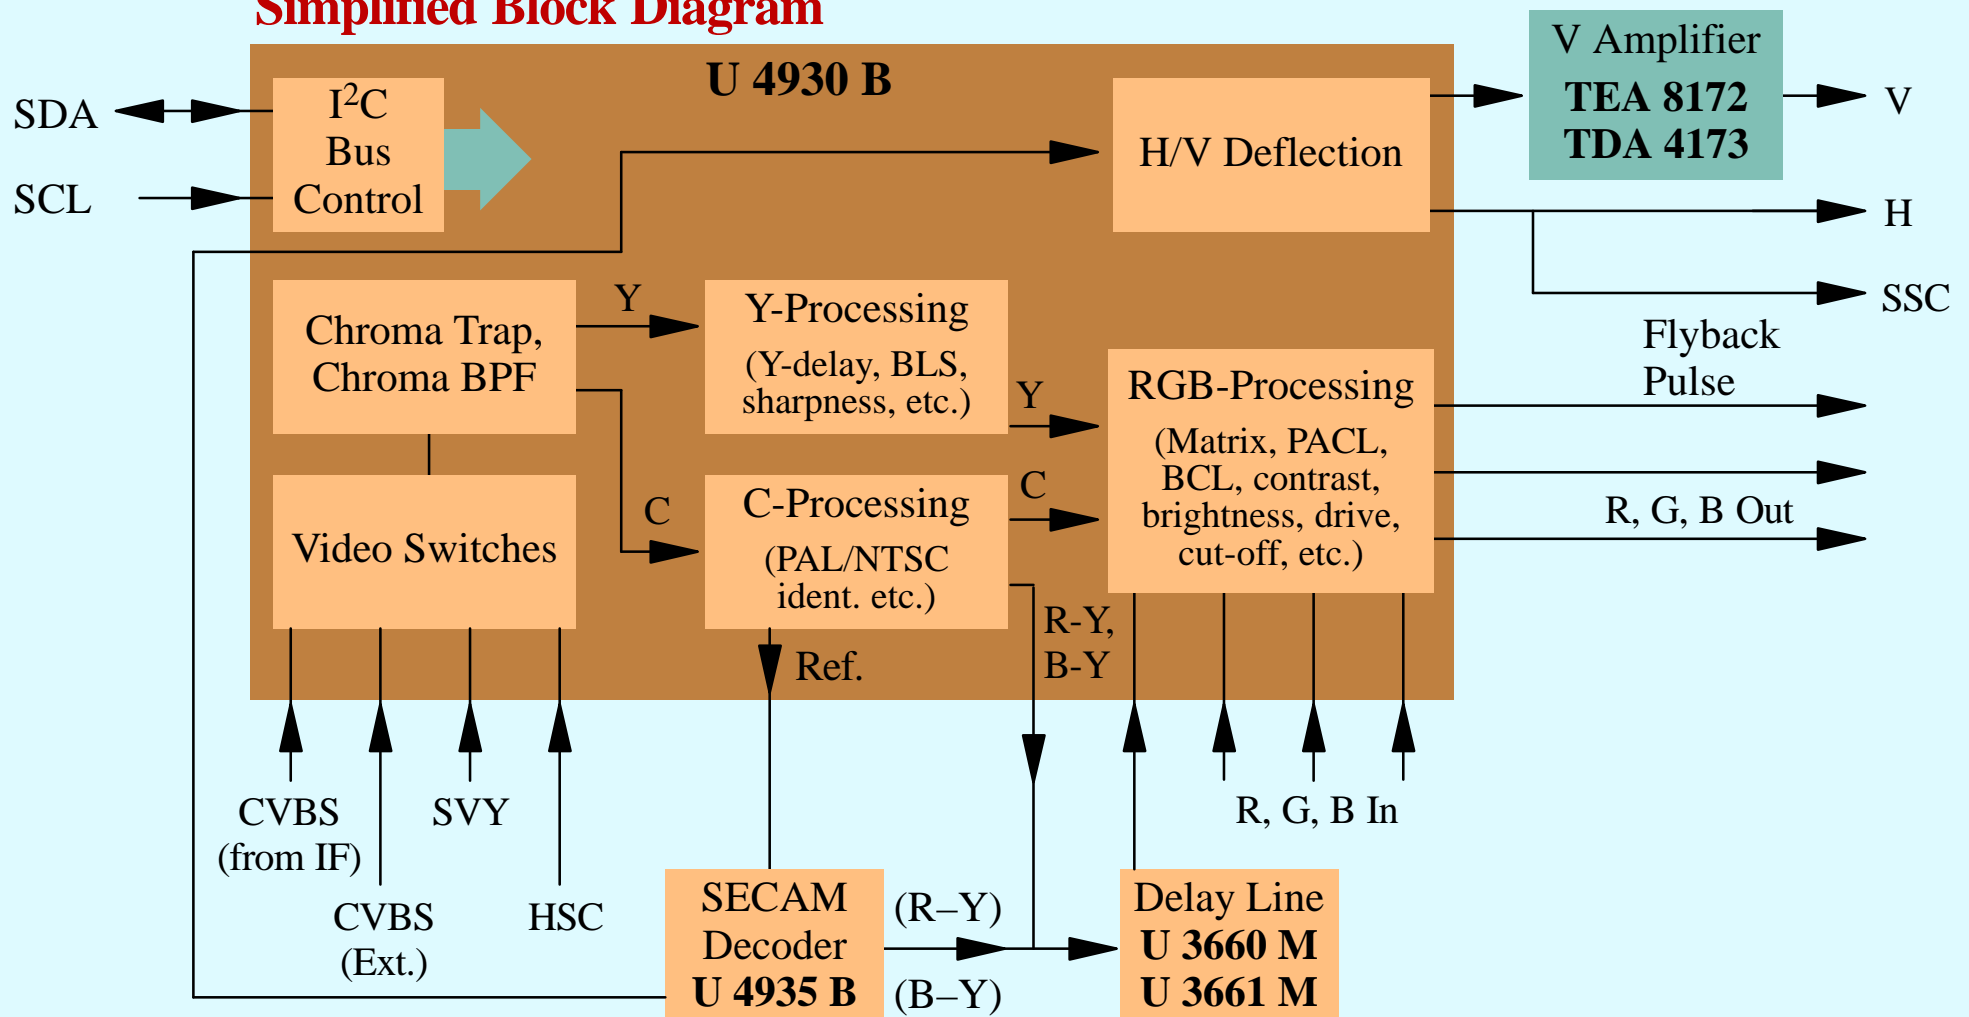 Simplified Block Diagram
U 4930 B
SDA
SCL
I²C
Bus
Control
H/V Deflection
V Amplifier
TEA 8172
TDA 4173
V
H
SSC
Chroma Trap,
Chroma BPF
Y
C
Y-Processing
(Y-delay, BLS,
sharpness, etc.)
Y
C
RGB-Processing
(Matrix, PACL,
BCL, contrast,
brightness, drive,
cut-off, etc.)
Flyback
Pulse
R, G, B Out
Video Switches
C-Processing
(PAL/NTSC
ident. etc.)
Ref.
R-Y,
B-Y
CVBS
(from IF)
CVBS
(Ext.)
SVY
HSC
R, G, B In
SECAM
Decoder
U 4935 B
(R–Y)
(B–Y)
Delay Line
U 3660 M
U 3661 M